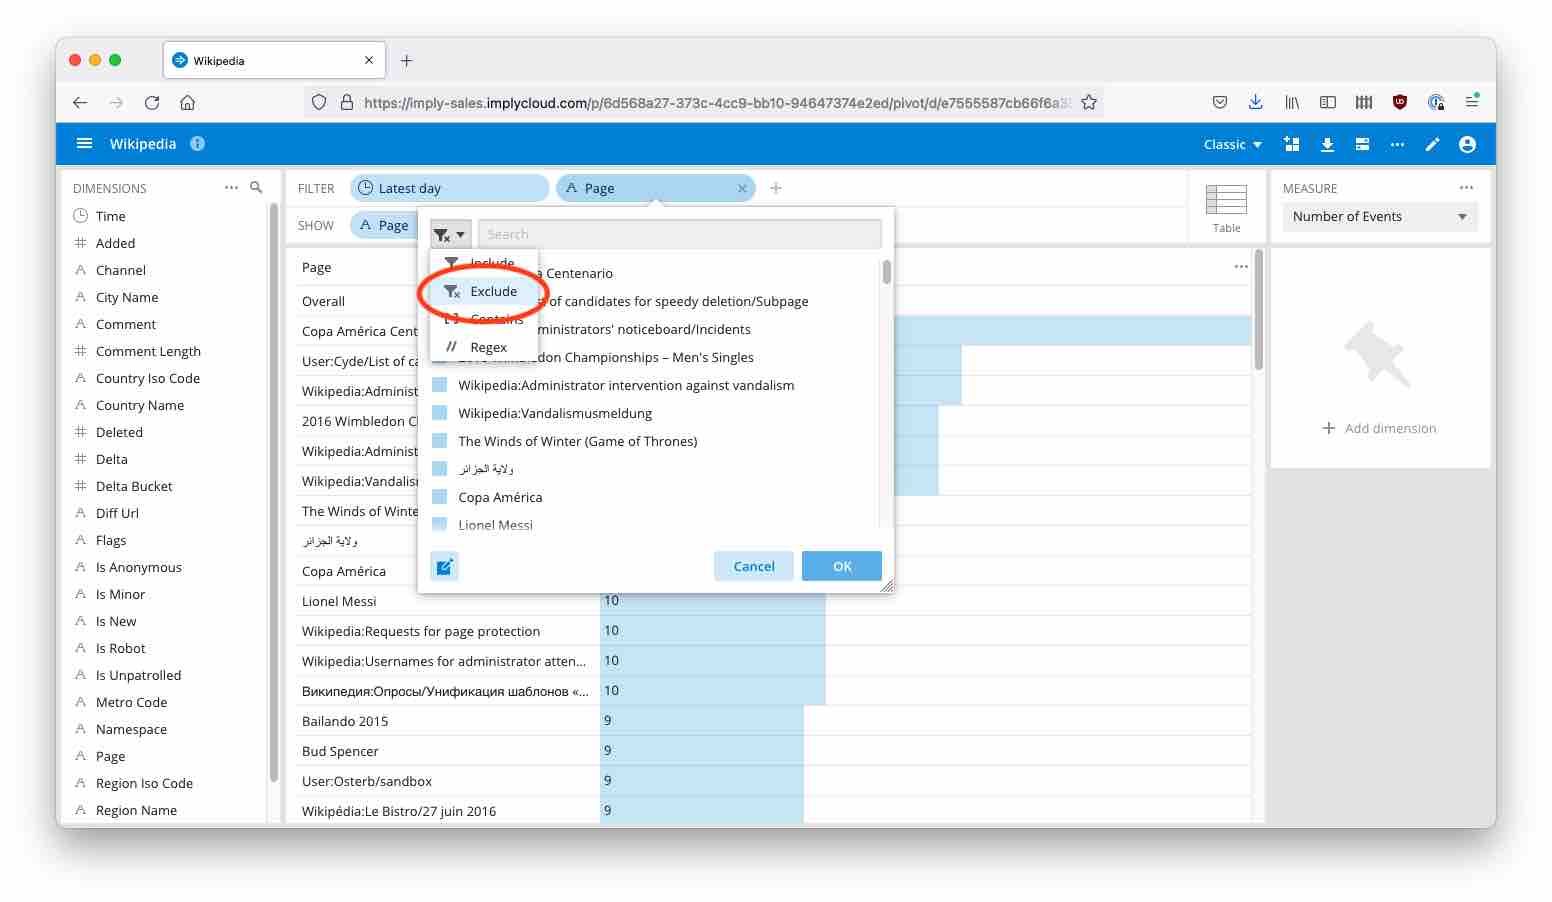 Wikipedia
https://imply-sales.implycloud.com/p/6d568a27-373c-4cc9-bb10-94647374e2ed/pivot/d/e7555587cb66f6a3
Wikipedia
Classic
DIMENSIONS
Time
Added
Channel
City Name
Comment
Comment Length
Country Iso Code
Country Name
Deleted
Delta
Delta Bucket
Diff Url
Flags
Is Anonymous
Is Minor
Is New
Is Robot
Is Unpatrolled
Metro Code
Namespace
Page
Region Iso Code
Region Name
FILTER
Latest day
Page
SHOW
Page
Search
Include
Exclude
Contains
Regex
a Centenario
t of candidates for speedy deletion/Subpage
ministrators' noticeboard/Incidents
don Championships – Men's Singles
Wikipedia:Administrator intervention against vandalism
Wikipedia:Vandalismusmeldung
The Winds of Winter (Game of Thrones)
ولاية الجزائر
Copa América
Lionel Messi
Cancel
OK
Page
Overall
Copa América Cent
User:Cyde/List of ca
Wikipedia:Administ
2016 Wimbledon C
Wikipedia:Administ
Wikipedia:Vandalis
The Winds of Winte
ولاية الجزائر
Copa América
Lionel Messi 10
Wikipedia:Requests for page protection 10
Wikipedia:Usernames for administrator atten... 10
Википедия:Опросы/Унификация шаблонов «... 10
Bailando 2015 9
Bud Spencer 9
User:Osterb/sandbox 9
Wikipédia:Le Bistro/27 juin 2016 9
Table
MEASURE
Number of Events
Add dimension